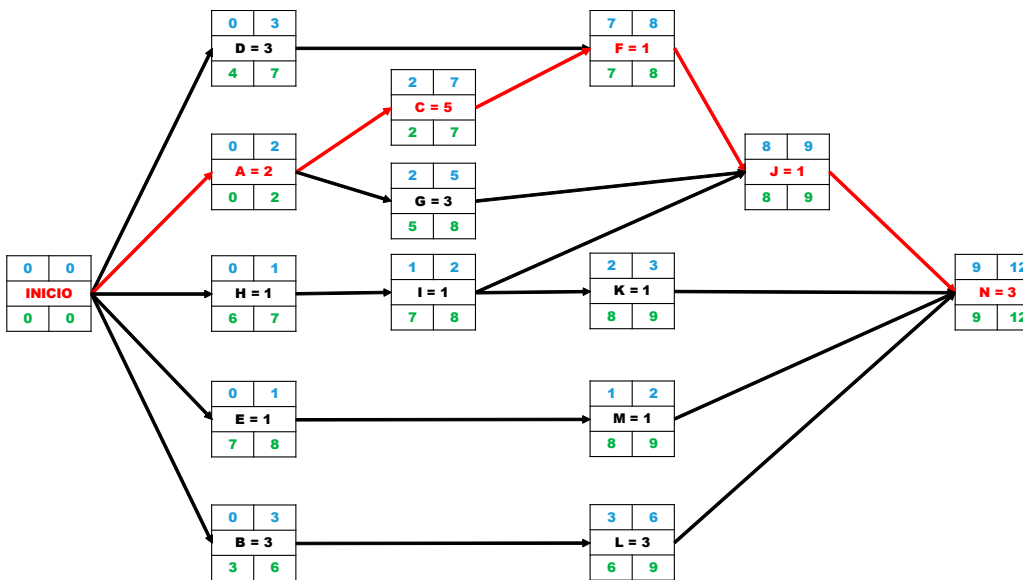 0 3
D = 3
4 7
7 8
F = 1
7 8
2 7
C = 5
2 7
0 2
A = 2
0 2
8 9
J = 1
8 9
2 5
G = 3
5 8
0 0
INICIO
0 0
0 1
H = 1
6 7
1 2
I = 1
7 8
2 3
K = 1
8 9
9 12
N = 3
9 12
0 1
E = 1
7 8
1 2
M = 1
8 9
0 3
B = 3
3 6
3 6
L = 3
6 9